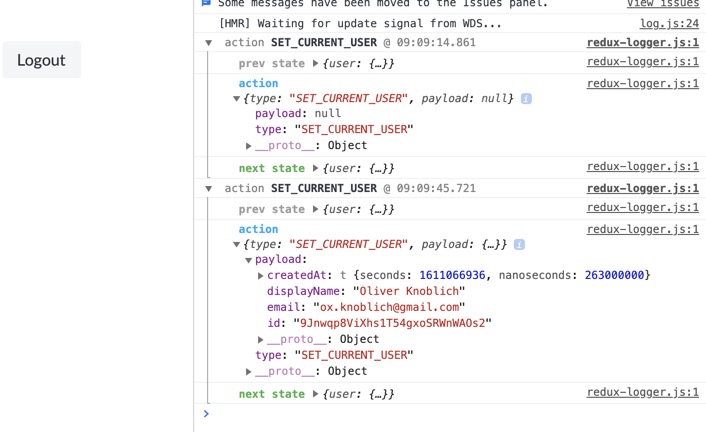 Some messages have been moved to the Issues panel. View issues
[HMR] Waiting for update signal from WDS... log.js:24
Logout
action SET_CURRENT_USER @ 09:09:14.861 redux-logger.js:1
prev state ▶ {user: {…}} redux-logger.js:1
action redux-logger.js:1
▼ {type: "SET_CURRENT_USER", payload: null} i
payload: null
type: "SET_CURRENT_USER"
▶ __proto__: Object
next state ▶ {user: {…}} redux-logger.js:1
▼ action SET_CURRENT_USER @ 09:09:45.721 redux-logger.js:1
prev state ▶ {user: {…}} redux-logger.js:1
action redux-logger.js:1
▼ {type: "SET_CURRENT_USER", payload: {…}} i
▼ payload:
▶ createdAt: t {seconds: 1611066936, nanoseconds: 263000000}
displayName: "Oliver Knoblich"
email: "ox.knoblich@gmail.com"
id: "9Jnwqp8ViXhs1T54gxoSRWnWAOs2"
▶ __proto__: Object
type: "SET_CURRENT_USER"
▶ __proto__: Object
next state ▶ {user: {…}} redux-logger.js:1
>